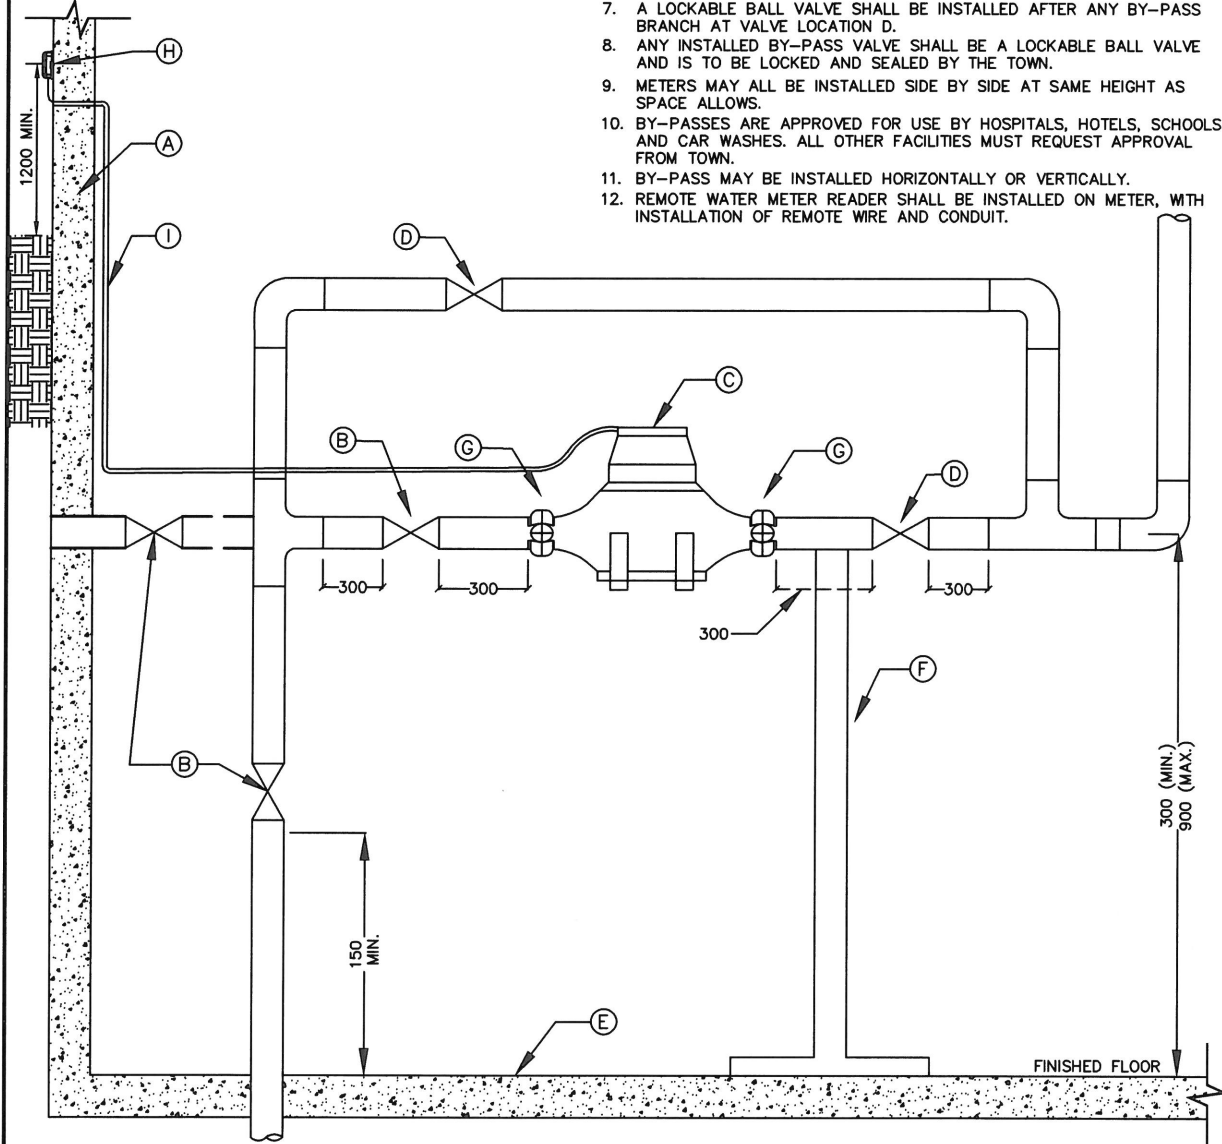 7. A LOCKABLE BALL VALVE SHALL BE INSTALLED AFTER ANY BY-PASS
BRANCH AT VALVE LOCATION D.
8. ANY INSTALLED BY-PASS VALVE SHALL BE A LOCKABLE BALL VALVE
AND IS TO BE LOCKED AND SEALED BY THE TOWN.
9. METERS MAY ALL BE INSTALLED SIDE BY SIDE AT SAME HEIGHT AS
SPACE ALLOWS.
10. BY-PASSES ARE APPROVED FOR USE BY HOSPITALS, HOTELS, SCHOOLS
AND CAR WASHES. ALL OTHER FACILITIES MUST REQUEST APPROVAL
FROM TOWN.
11. BY-PASS MAY BE INSTALLED HORIZONTALLY OR VERTICALLY.
12. REMOTE WATER METER READER SHALL BE INSTALLED ON METER, WITH
INSTALLATION OF REMOTE WIRE AND CONDUIT.
H
1200 MIN.
A
I
D
C
B
G
G
D
300
300
300
300
F
B
300 (MIN.)
900 (MAX.)
150
MIN.
E
FINISHED FLOOR